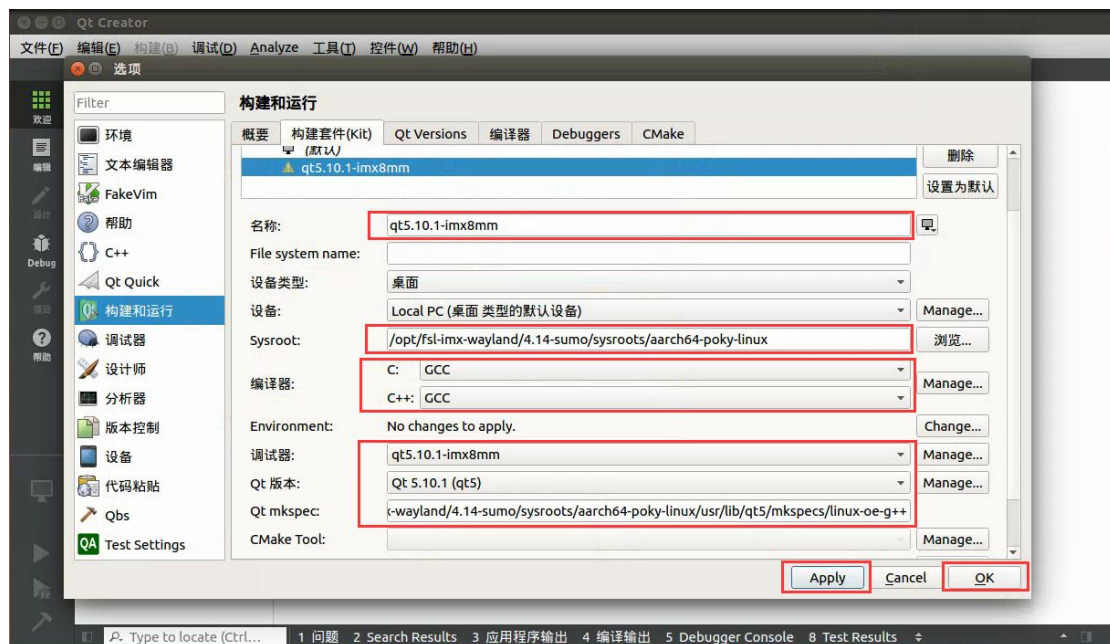 Qt Creator
文件(F) 编辑(E) 构建(B) 调试(D) Analyze 工具(T) 控件(W) 帮助(H)
选项
Filter
构建和运行
欢迎
编辑
设计
Debug
项目
帮助
环境
文本编辑器
FakeVim
帮助
C++
Qt Quick
构建和运行
调试器
设计师
分析器
版本控制
设备
代码粘贴
Qbs
Test Settings
概要 构建套件(Kit) Qt Versions 编译器 Debuggers CMake
(默认)
qt5.10.1-imx8mm
删除
设置为默认
名称: qt5.10.1-imx8mm
File system name:
设备类型: 桌面
设备: Local PC (桌面 类型的默认设备) Manage...
Sysroot: /opt/fsl-imx-wayland/4.14-sumo/sysroots/aarch64-poky-linux 浏览...
编译器: C: GCC Manage...
C++: GCC
Environment: No changes to apply. Change...
调试器: qt5.10.1-imx8mm Manage...
Qt 版本: Qt 5.10.1 (qt5) Manage...
Qt mkspec: x-wayland/4.14-sumo/sysroots/aarch64-poky-linux/usr/lib/qt5/mkspecs/linux-oe-g++
CMake Tool: Manage...
Apply Cancel OK
Type to locate (Ctrl... 1 问题 2 Search Results 3 应用程序输出 4 编译输出 5 Debugger Console 8 Test Results